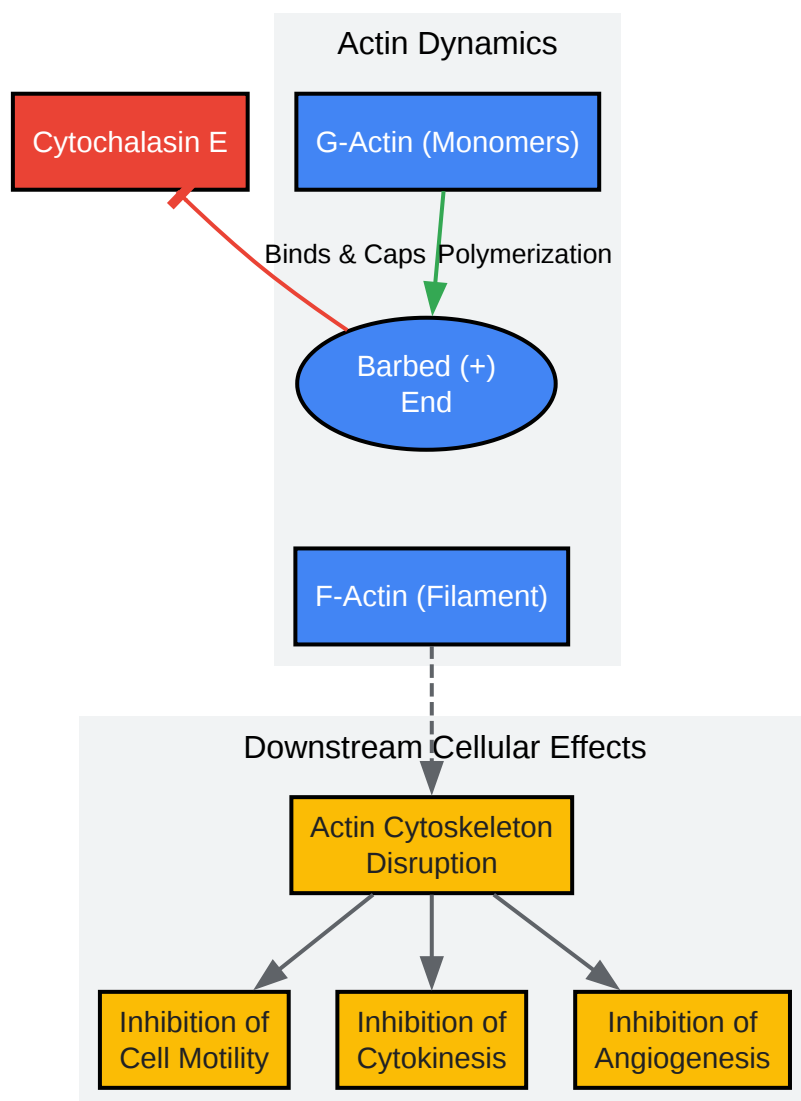 Actin Dynamics
Cytochalasin E
G-Actin (Monomers)
Binds & Caps
Polymerization
Barbed (+)
End
F-Actin (Filament)
Downstream Cellular Effects
Actin Cytoskeleton
Disruption
Inhibition of
Cell Motility
Inhibition of
Cytokinesis
Inhibition of
Angiogenesis